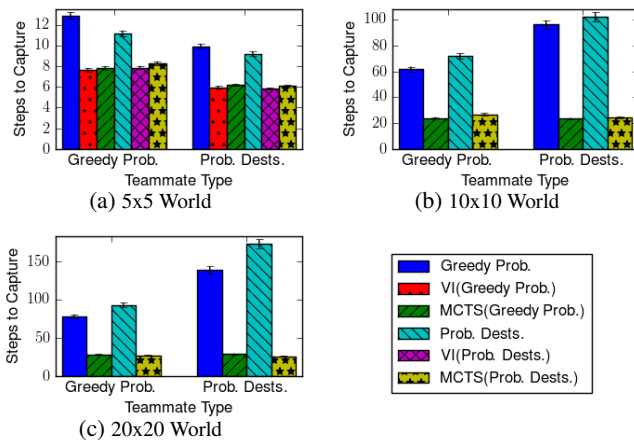 Steps to Capture
12
10
8
6
4
2
0
Greedy Prob.
Prob. Dests.
Teammate Type
(a) 5x5 World
Steps to Capture
100
80
60
40
20
0
Greedy Prob.
Prob. Dests.
Teammate Type
(b) 10x10 World
Steps to Capture
150
100
50
0
Greedy Prob.
Prob. Dests.
Teammate Type
(c) 20x20 World
Greedy Prob.
VI(Greedy Prob.)
MCTS(Greedy Prob.)
Prob. Dests.
VI(Prob. Dests.)
MCTS(Prob. Dests.)